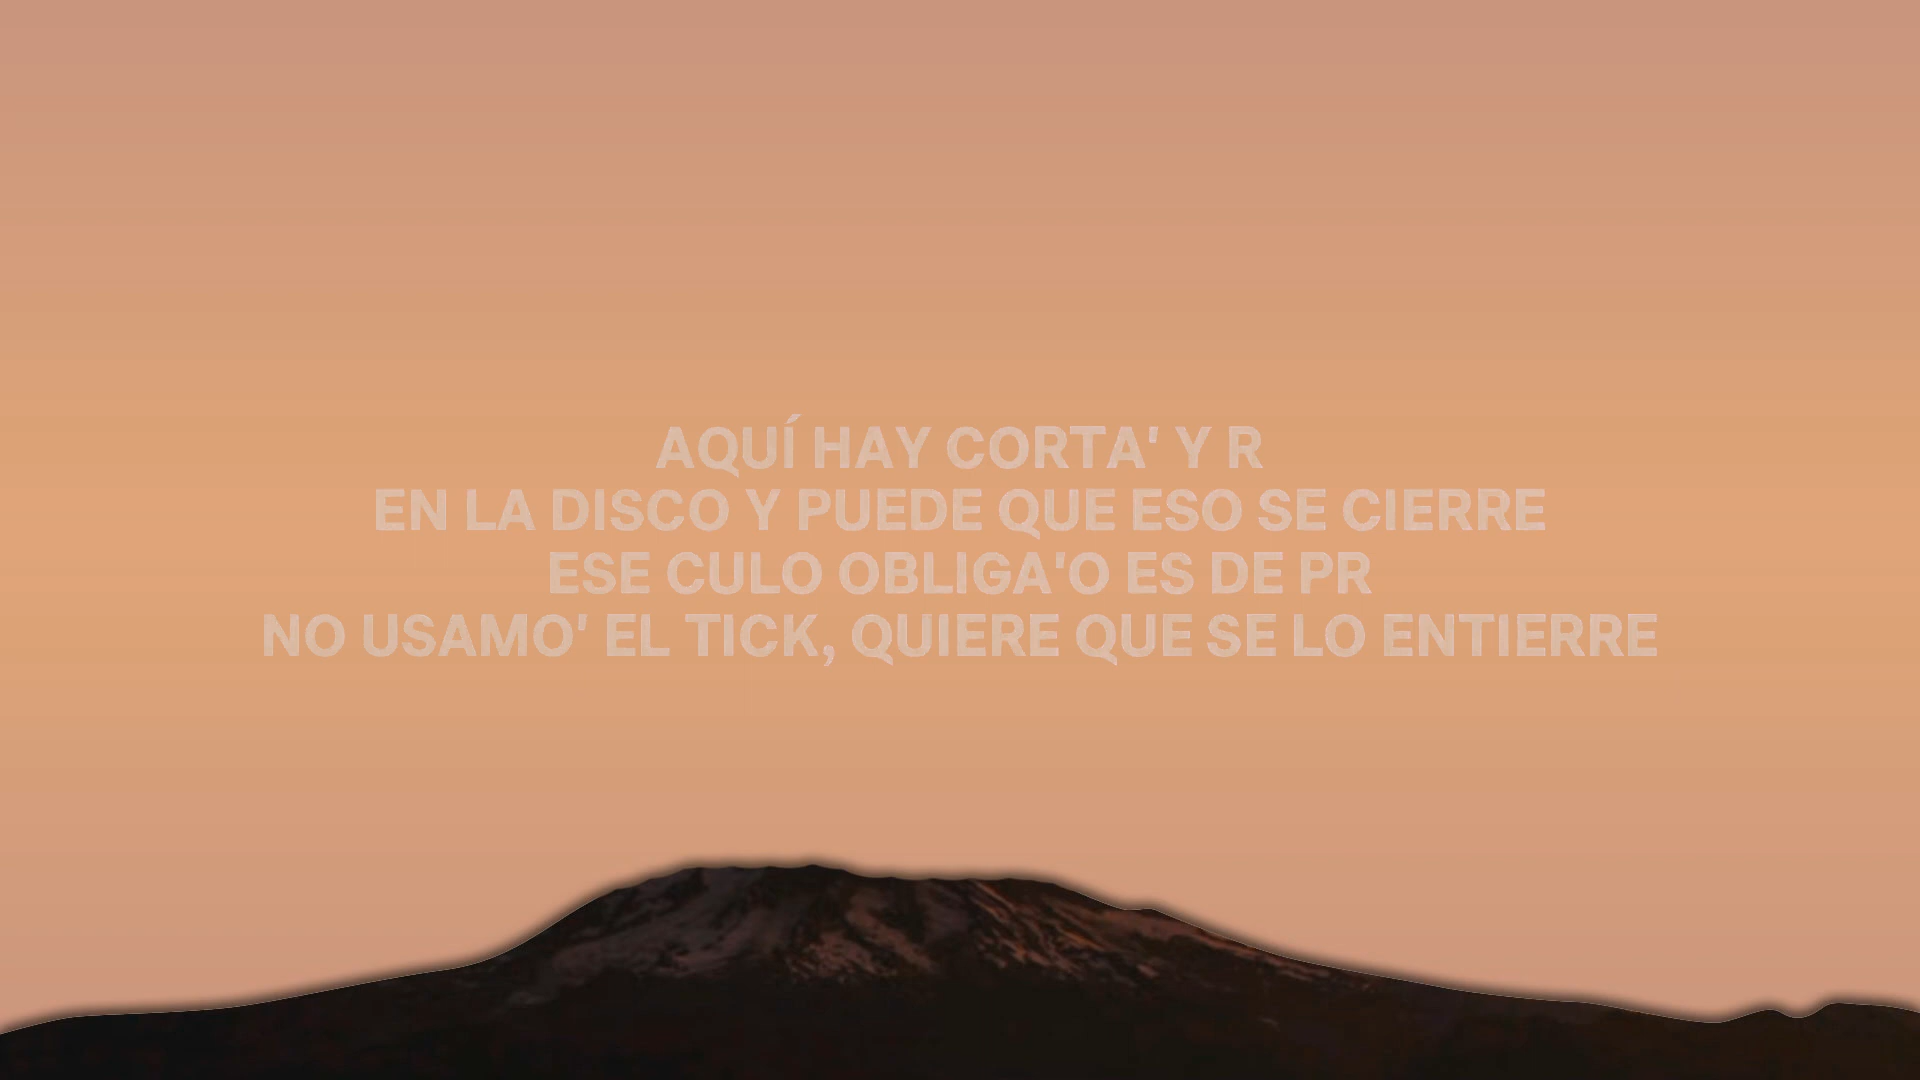 AQUÍ HAY CORTA' Y R
EN LA DISCO Y PUEDE QUE ESO SE CIERRE
ESE CULO OBLIGA'O ES DE PR
NO USAMO' EL TICK, QUIERE QUE SE LO ENTIERRE